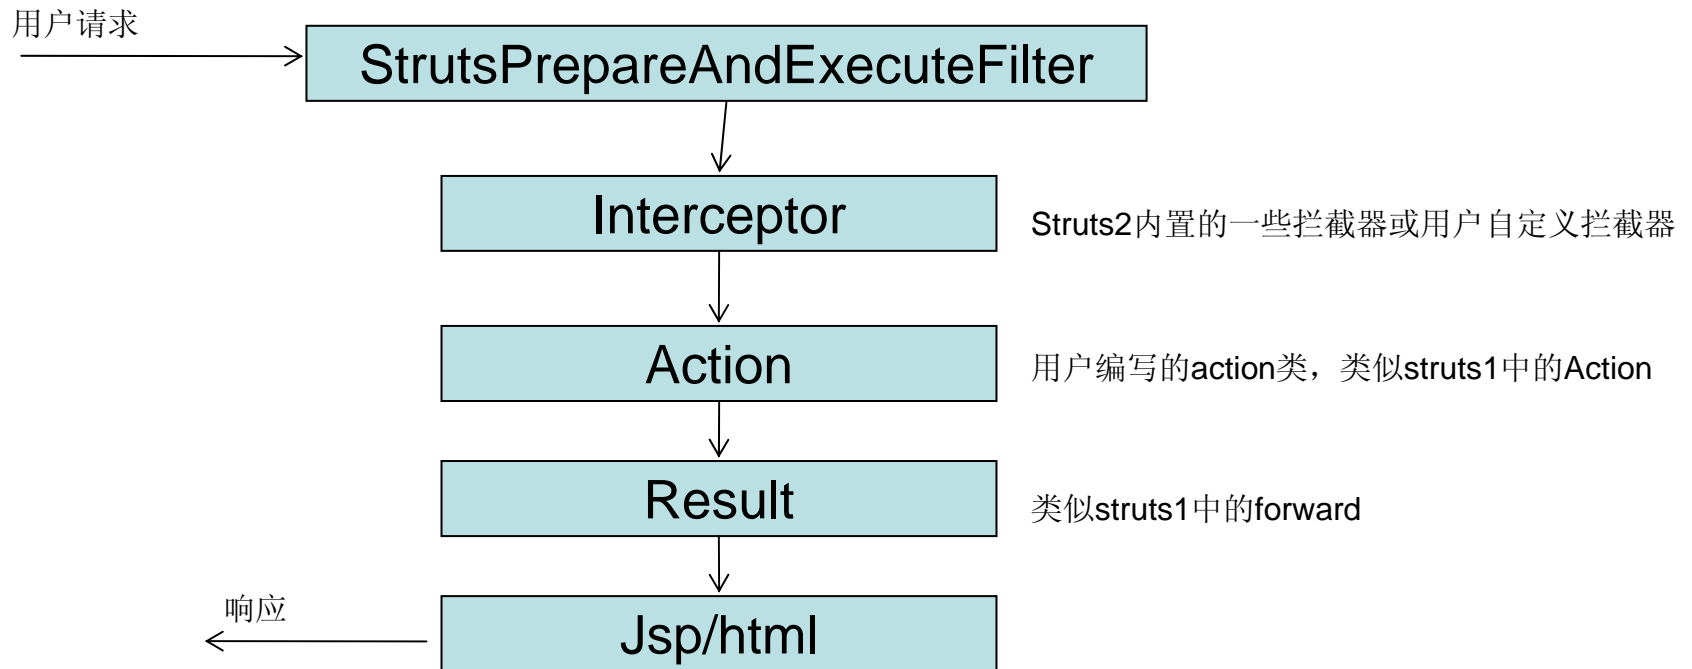 用户请求
StrutsPrepareAndExecuteFilter
Interceptor
Struts2内置的一些拦截器或用户自定义拦截器
Action
用户编写的action类，类似struts1中的Action
Result
类似struts1中的forward
响应
Jsp/html